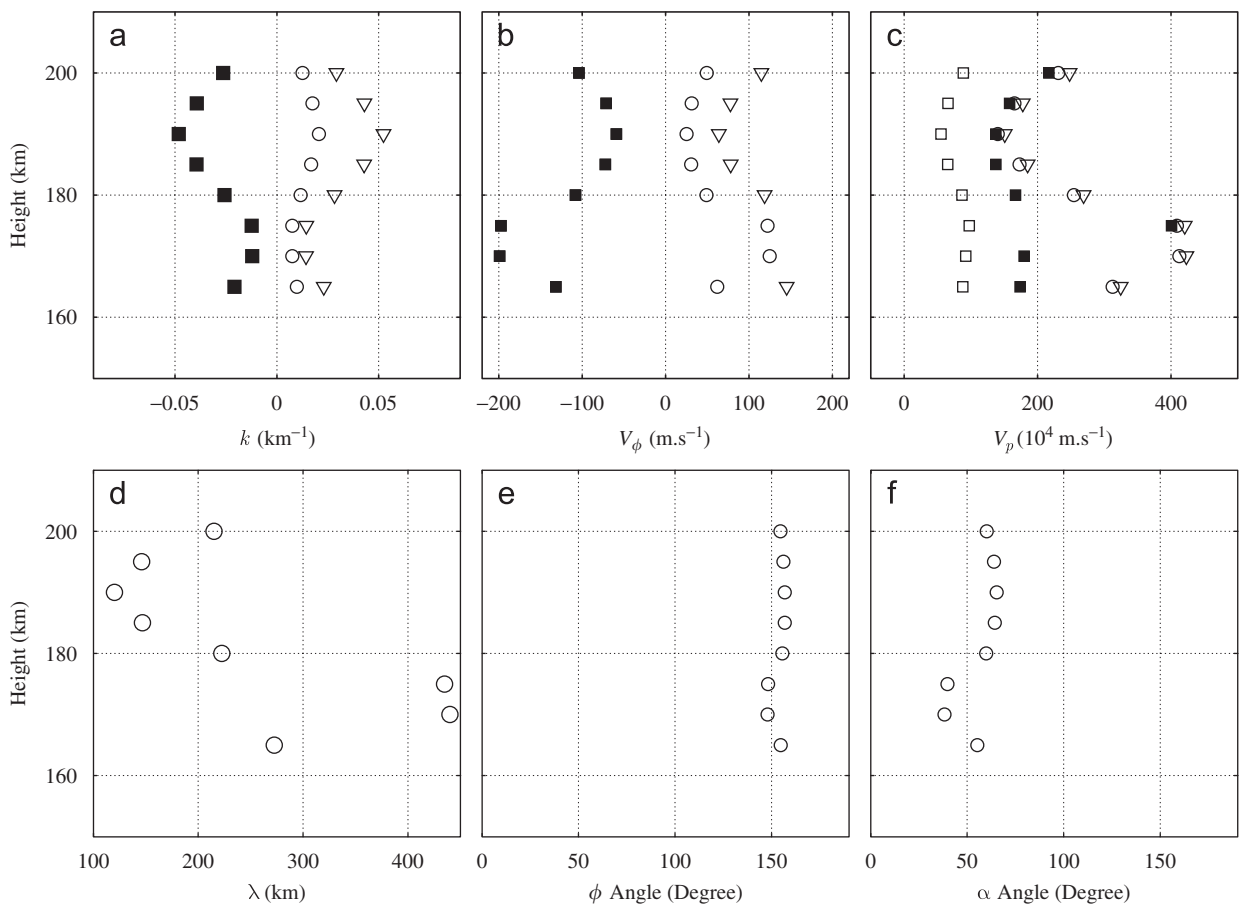 a
b
c
200
180
160
Height (km)
−0.05 0 0.05
−200 −100 0 100 200
0 200 400
k (km−1)
Vϕ (m.s−1)
Vp(10⁴ m.s−1)
d
e
f
200
180
160
Height (km)
100 200 300 400
0 50 100 150
0 50 100 150
λ (km)
ϕ Angle (Degree)
α Angle (Degree)